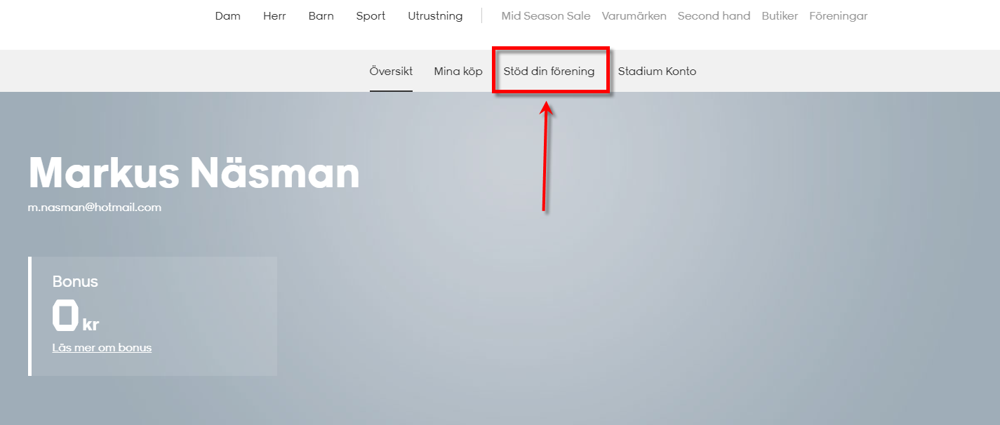 Dam Herr Barn Sport Utrustning Mid Season Sale Varumärken Second hand Butiker Föreningar
Översikt Mina köp Stöd din förening Stadium Konto
Markus Näsman
m.nasman@hotmail.com
Bonus
0 kr
Läs mer om bonus